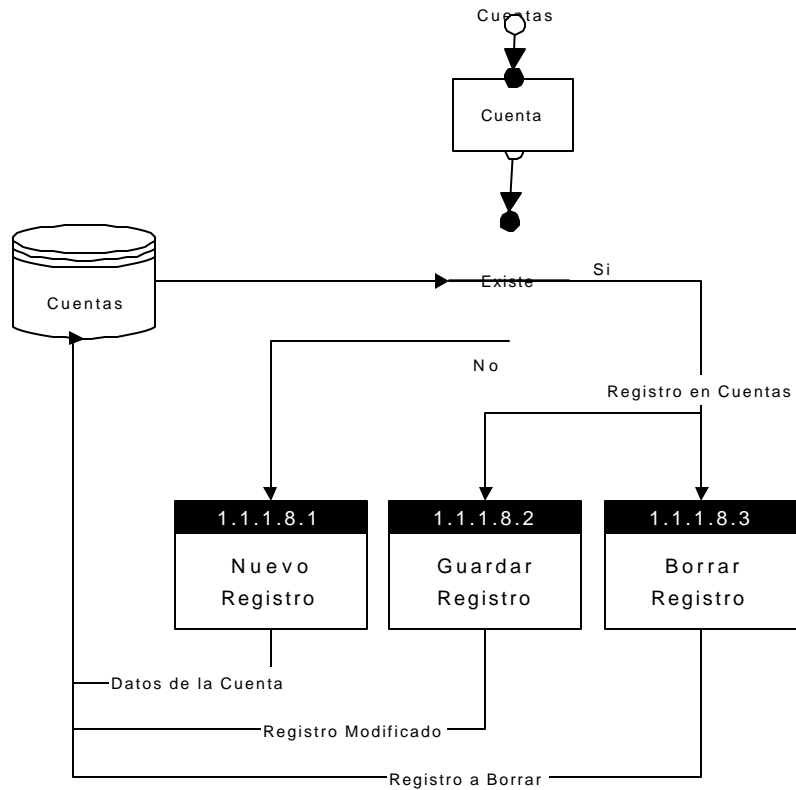 Cuentas
Cuenta
Cuentas
Existe
Si
No
Registro en Cuentas
1.1.1.8.1
Nuevo
Registro
1.1.1.8.2
Guardar
Registro
1.1.1.8.3
Borrar
Registro
Datos de la Cuenta
Registro Modificado
Registro a Borrar